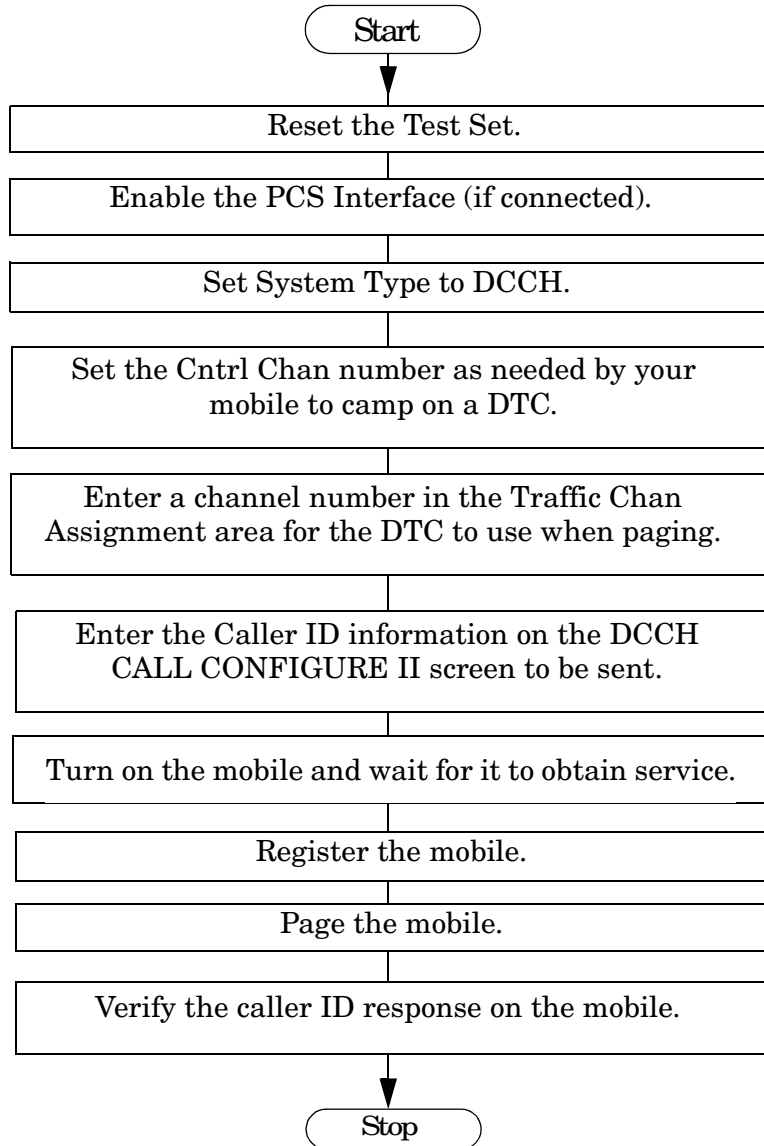 Start
Reset the Test Set.
Enable the PCS Interface (if connected).
Set System Type to DCCH.
Set the Cntrl Chan number as needed by your
mobile to camp on a DTC.
Enter a channel number in the Traffic Chan
Assignment area for the DTC to use when paging.
Enter the Caller ID information on the DCCH
CALL CONFIGURE II screen to be sent.
Turn on the mobile and wait for it to obtain service.
Register the mobile.
Page the mobile.
Verify the caller ID response on the mobile.
Stop